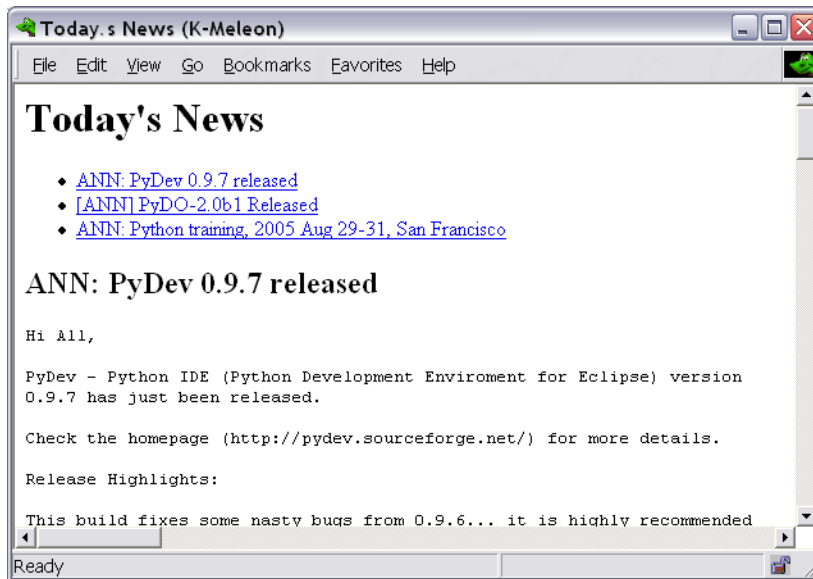 Today.s News (K-Meleon)
File Edit View Go Bookmarks Favorites Help
Today's News
ANN: PyDev 0.9.7 released
[ANN] PyDO-2.0b1 Released
ANN: Python training, 2005 Aug 29-31, San Francisco
ANN: PyDev 0.9.7 released
Hi All,
PyDev - Python IDE (Python Development Enviroment for Eclipse) version
0.9.7 has just been released.
Check the homepage (http://pydev.sourceforge.net/) for more details.
Release Highlights:
This build fixes some nasty bugs from 0.9.6... it is highly recommended
Ready